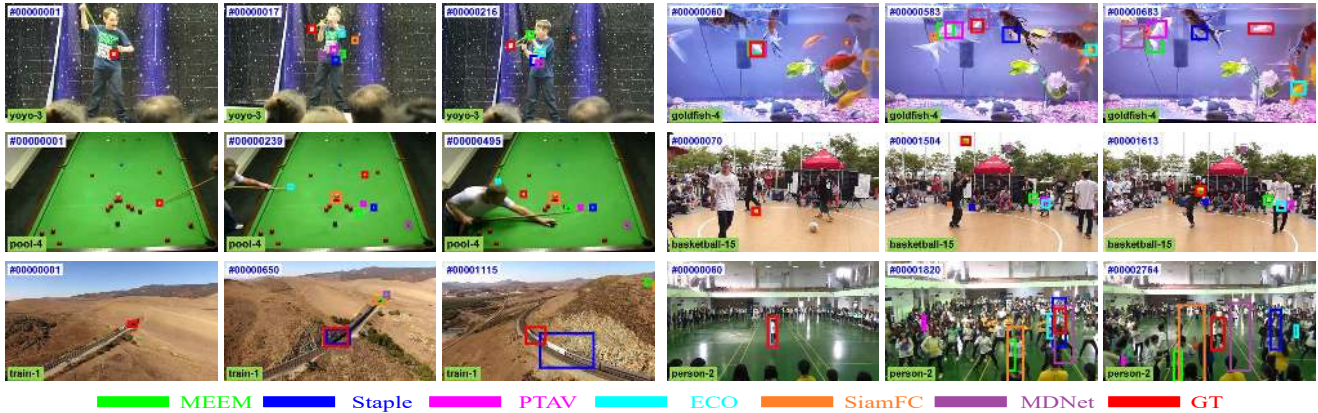 #00000001 #00000017 #00000216 #00000060 #00000583 #00000683
yoyo-3 yoyo-3 yoyo-3 goldfish-4 goldfish-4 goldfish-4
#00000001 #00000239 #00000495 #00000070 #00001504 #00001613
pool-4 pool-4 pool-4 basketball-15 basketball-15 basketball-15
#00000001 #00000650 #00001115 #00000060 #00001820 #00002764
train-1 train-1 train-1 person-2 person-2 person-2
MEEM Staple PTAV ECO SiamFC MDNet GT